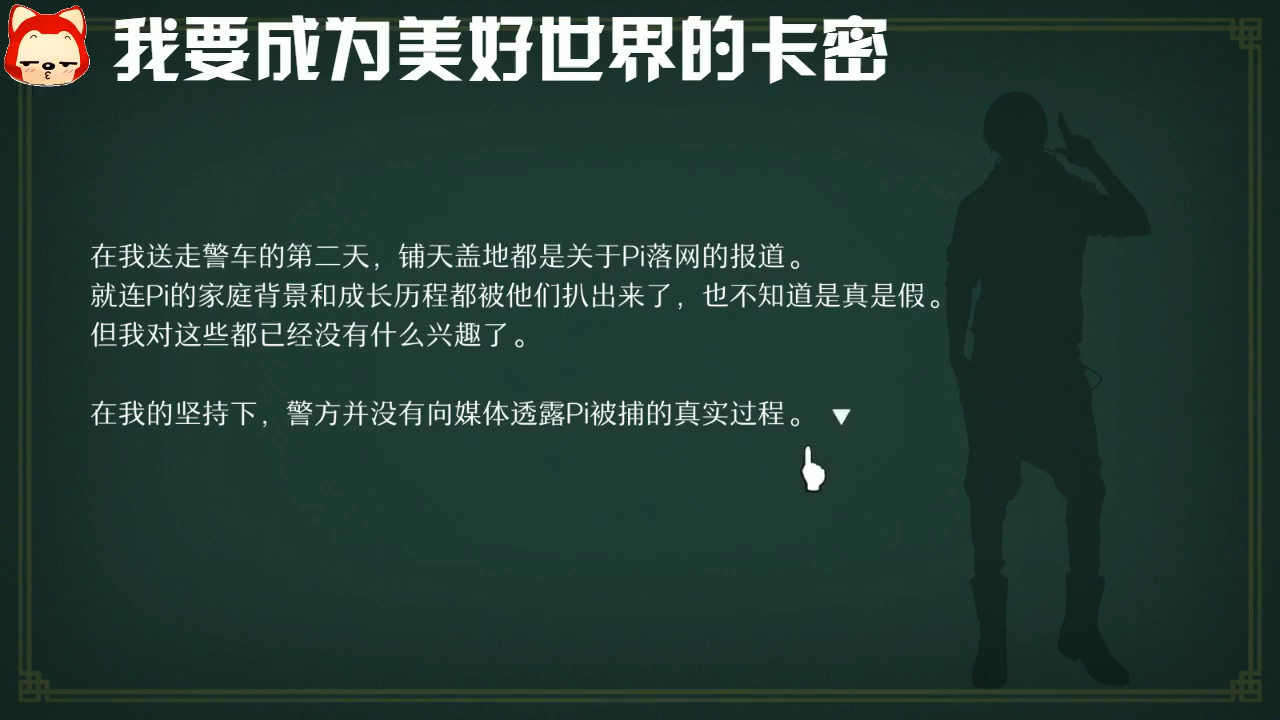 我要成为美好世界的卡密
在我送走警车的第二天，铺天盖地都是关于Pi落网的报道。
就连Pi的家庭背景和成长历程都被他们扒出来了，也不知道是真是假。
但我对这些都已经没有什么兴趣了。
在我的坚持下，警方并没有向媒体透露Pi被捕的真实过程。